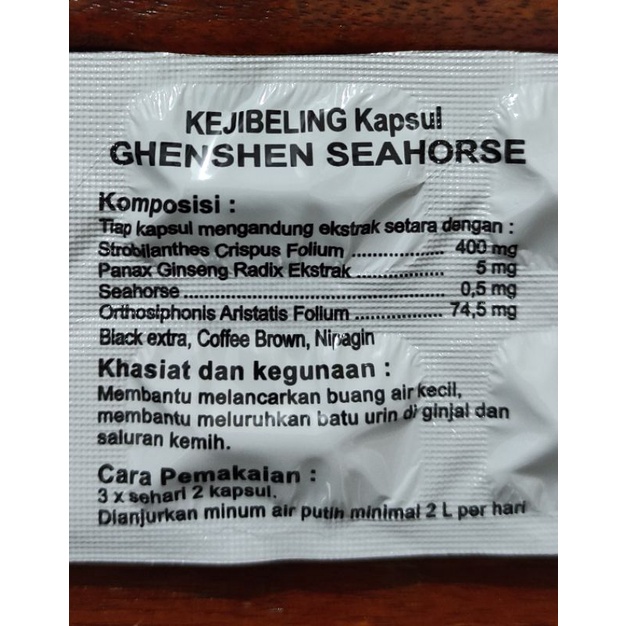 KEJIBELING Kapsul
GHENSHEN SEAHORSE
Komposisi :
Tiap kapsul mengandung ekstrak setara dengan :
Strobilanthes Crispus Folium .................. 400 mg
Panax Ginseng Radix Ekstrak ................. 5 mg
Seahorse .................................................... 0,5 mg
Orthosiphonis Aristatis Folium ................. 74,5 mg
Black extra, Coffee Brown, Nipagin
Khasiat dan kegunaan :
Membantu melancarkan buang air kecil,
membantu meluruhkan batu urin di ginjal dan
saluran kemih.
Cara Pemakaian :
3 x sehari 2 kapsul.
Dianjurkan minum air putih minimal 2 L per hari